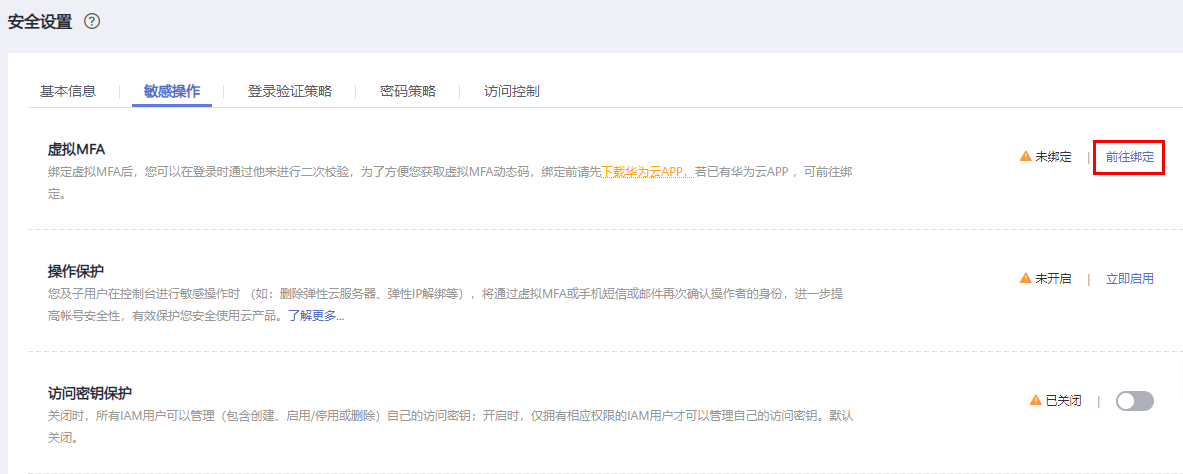 安全设置 ?
基本信息 | 敏感操作 | 登录验证策略 | 密码策略 | 访问控制
虚拟MFA
绑定虚拟MFA后，您可以在登录时通过他来进行二次校验，为了方便您获取虚拟MFA动态码，绑定前请先下载华为云APP，若已有华为云APP ，可前往绑
定。
未绑定 | 前往绑定
操作保护
您及子用户在控制台进行敏感操作时 （如：删除弹性云服务器、弹性IP解绑等），将通过虚拟MFA或手机短信或邮件再次确认操作者的身份，进一步提
高帐号安全性，有效保护您安全使用云产品。了解更多...
未开启 | 立即启用
访问密钥保护
关闭时，所有IAM用户可以管理（包含创建、启用/停用或删除）自己的访问密钥；开启时，仅拥有相应权限的IAM用户才可以管理自己的访问密钥。默认
关闭。
已关闭 |